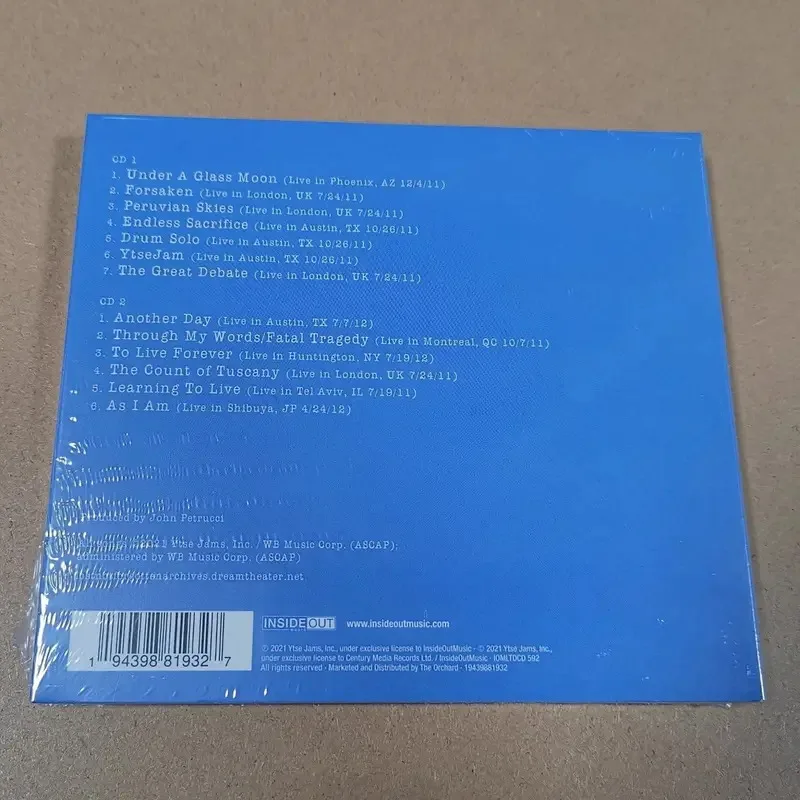 CD 1
1. Under A Glass Moon (Live in Phoenix, AZ 12/4/11)
2. Forsaken (Live in London, UK 7/24/11)
3. Peruvian Skies (Live in London, UK 7/24/11)
4. Endless Sacrifice (Live in Austin, TX 10/26/11)
5. Drum Solo (Live in Austin, TX 10/26/11)
6. YtseJam (Live in Austin, TX 10/26/11)
7. The Great Debate (Live in London, UK 7/24/11)
CD 2
1. Another Day (Live in Austin, TX 7/7/12)
2. Through My Words/Fatal Tragedy (Live in Montreal, QC 10/7/11)
3. To Live Forever (Live in Huntington, NY 7/19/12)
4. The Count of Tuscany (Live in London, UK 7/24/11)
5. Learning To Live (Live in Tel Aviv, IL 7/19/11)
6. As I Am (Live in Shibuya, JP 4/24/12)
Produced by John Petrucci
Ytse Jams, Inc. / WB Music Corp. (ASCAP);
administered by WB Music Corp. (ASCAP)
dreamtheater.net
INSIDEOUT www.insideoutmusic.com
1 94398 81932 7
℗ 2021 Ytse Jams, Inc., under exclusive license to InsideOutMusic · © 2021 Ytse Jams, Inc.,
under exclusive license to Century Media Records Ltd. / InsideOutMusic · IOMLTDCD 592
All rights reserved · Marketed and Distributed by The Orchard · 19439881932